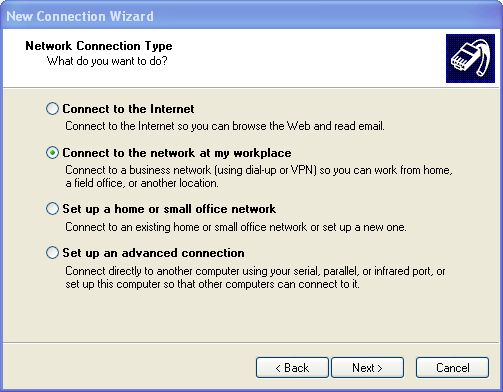 New Connection Wizard
Network Connection Type
What do you want to do?
Connect to the Internet
Connect to the Internet so you can browse the Web and read email.
Connect to the network at my workplace
Connect to a business network (using dial-up or VPN) so you can work from home,
a field office, or another location.
Set up a home or small office network
Connect to an existing home or small office network or set up a new one.
Set up an advanced connection
Connect directly to another computer using your serial, parallel, or infrared port, or
set up this computer so that other computers can connect to it.
< Back
Next >
Cancel